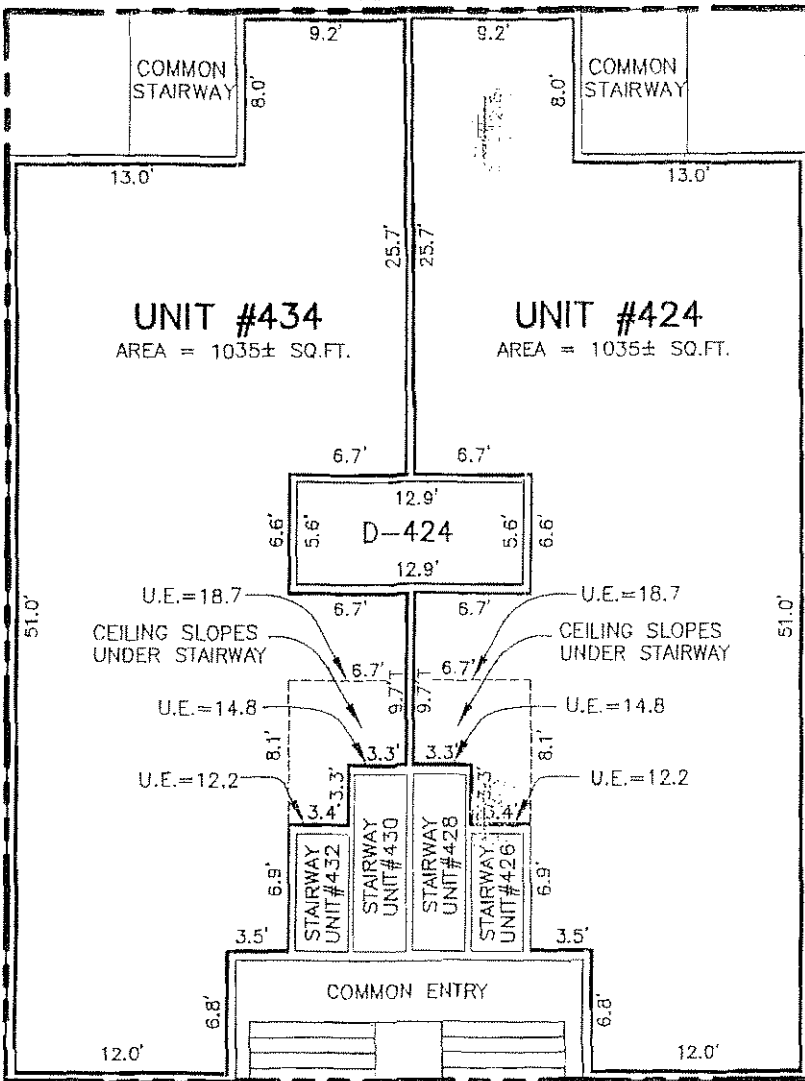 9.2' 9.2'
COMMON
STAIRWAY
8.0' 8.0'
COMMON
STAIRWAY
13.0' 13.0'
25.7' 25.7'
UNIT #434
AREA = 1035± SQ.FT.
UNIT #424
AREA = 1035± SQ.FT.
6.7' 6.7'
12.9'
6.6' 5.6' D-424 5.6' 6.6'
12.9'
U.E.=18.7 6.7' 6.7' U.E.=18.7
51.0' 51.0'
CEILING SLOPES
UNDER STAIRWAY
CEILING SLOPES
UNDER STAIRWAY
6.7' 6.7'
9.7' 9.7'
U.E.=14.8 U.E.=14.8
8.1' 3.3' 3.3' 8.1'
U.E.=12.2 3.3' 3.3' U.E.=12.2
3.4' 3.4'
6.9' 6.9'
STAIRWAY
UNIT#432
STAIRWAY
UNIT#430
STAIRWAY
UNIT#428
STAIRWAY
UNIT#426
3.5' 3.5'
COMMON ENTRY
6.8' 6.8'
12.0' 12.0'